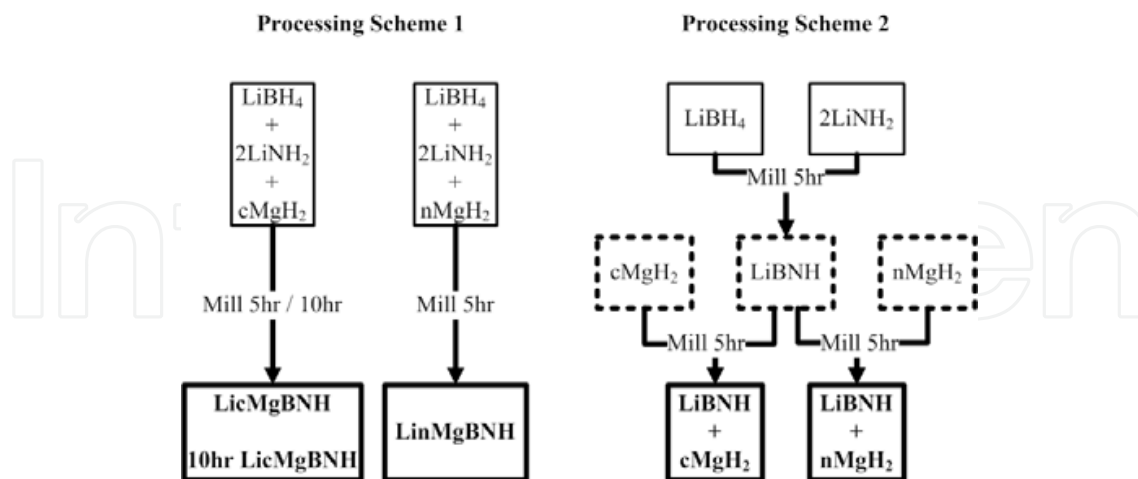 Processing Scheme 1
LiBH₄
+
2LiNH₂
+
cMgH₂
LiBH₄
+
2LiNH₂
+
nMgH₂
Mill 5hr / 10hr
Mill 5hr
LicMgBNH
10hr LicMgBNH
LinMgBNH
Processing Scheme 2
LiBH₄
2LiNH₂
Mill 5hr
cMgH₂
LiBNH
nMgH₂
Mill 5hr
Mill 5hr
LiBNH
+
cMgH₂
LiBNH
+
nMgH₂